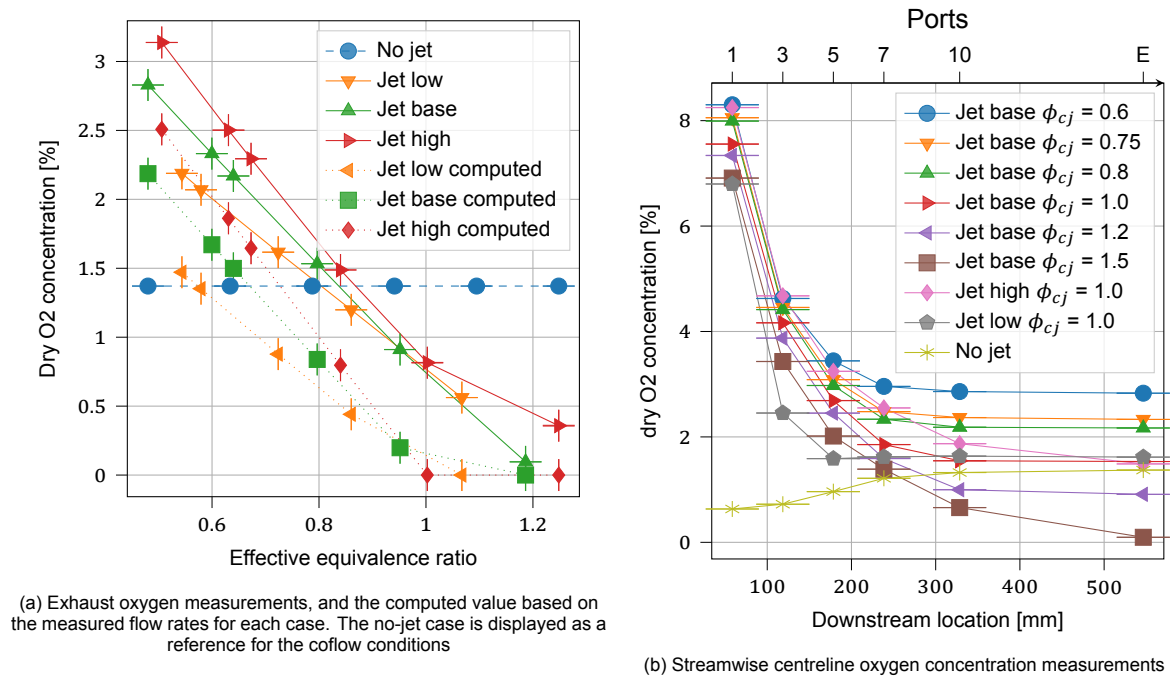 3
2.5
2
1.5
1
0.5
0
Dry O2 concentration [%]
No jet
Jet low
Jet base
Jet high
Jet low computed
Jet base computed
Jet high computed
0.6 0.8 1 1.2
Effective equivalence ratio
(a) Exhaust oxygen measurements, and the computed value based on
the measured flow rates for each case. The no-jet case is displayed as a
reference for the coflow conditions
Ports
1 3 5 7 10 E
8
6
4
2
0
dry O2 concentration [%]
Jet base ϕcj = 0.6
Jet base ϕcj = 0.75
Jet base ϕcj = 0.8
Jet base ϕcj = 1.0
Jet base ϕcj = 1.2
Jet base ϕcj = 1.5
Jet high ϕcj = 1.0
Jet low ϕcj = 1.0
No jet
100 200 300 400 500
Downstream location [mm]
(b) Streamwise centreline oxygen concentration measurements